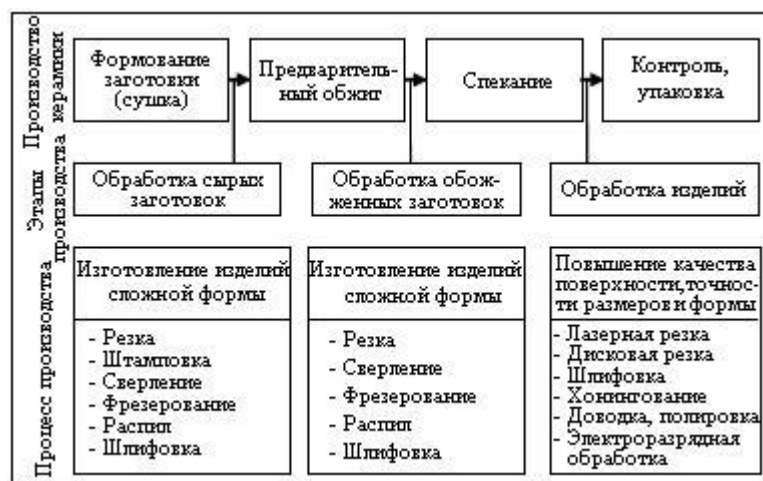 Производство
керамики
Формование
заготовки
(сушка)
Предваритель-
ный обжиг
Спекание
Контроль,
упаковка
Этапы
производства
Обработка сырых
заготовок
Обработка обож-
женных заготовок
Обработка изделий
Процесс производства
Изготовление изделий
сложной формы
- Резка
- Штамповка
- Сверление
- Фрезерование
- Распил
- Шлифовка
Изготовление изделий
сложной формы
- Резка
- Сверление
- Фрезерование
- Распил
- Шлифовка
Повышение качества
поверхности,точнос-
ти размеров и формы
- Лазерная резка
- Дисковая резка
- Шлифовка
- Хонингование
- Доводка, полировка
- Электроразрядная
обработка